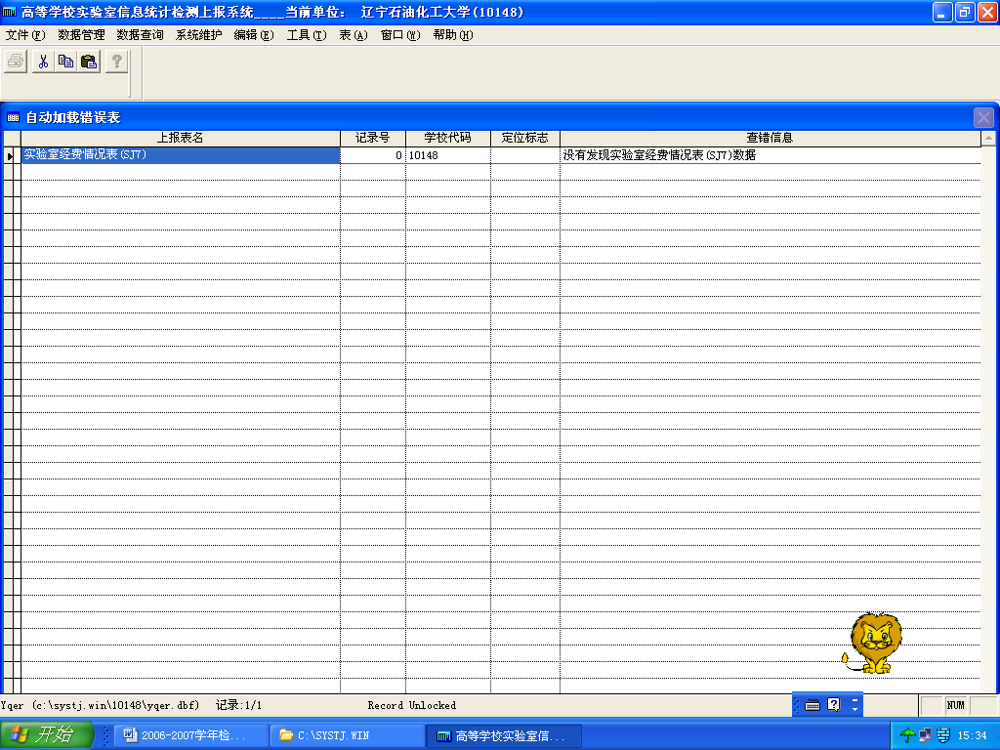 高等学校实验室信息统计检测上报系统____当前单位： 辽宁石油化工大学(10148)
文件(F) 数据管理 数据查询 系统维护 编辑(E) 工具(T) 表(A) 窗口(W) 帮助(H)
自动加载错误表
上报表名 记录号 学校代码 定位标志 查错信息
实验室经费情况表(SJ7) 0 10148 没有发现实验室经费情况表(SJ7)数据
Yqer (c:\systj.win\10148\yqer.dbf) 记录:1/1 Record Unlocked NUM
开始 2006-2007学年检... C:\SYSTJ.WIN 高等学校实验室信... 15:34